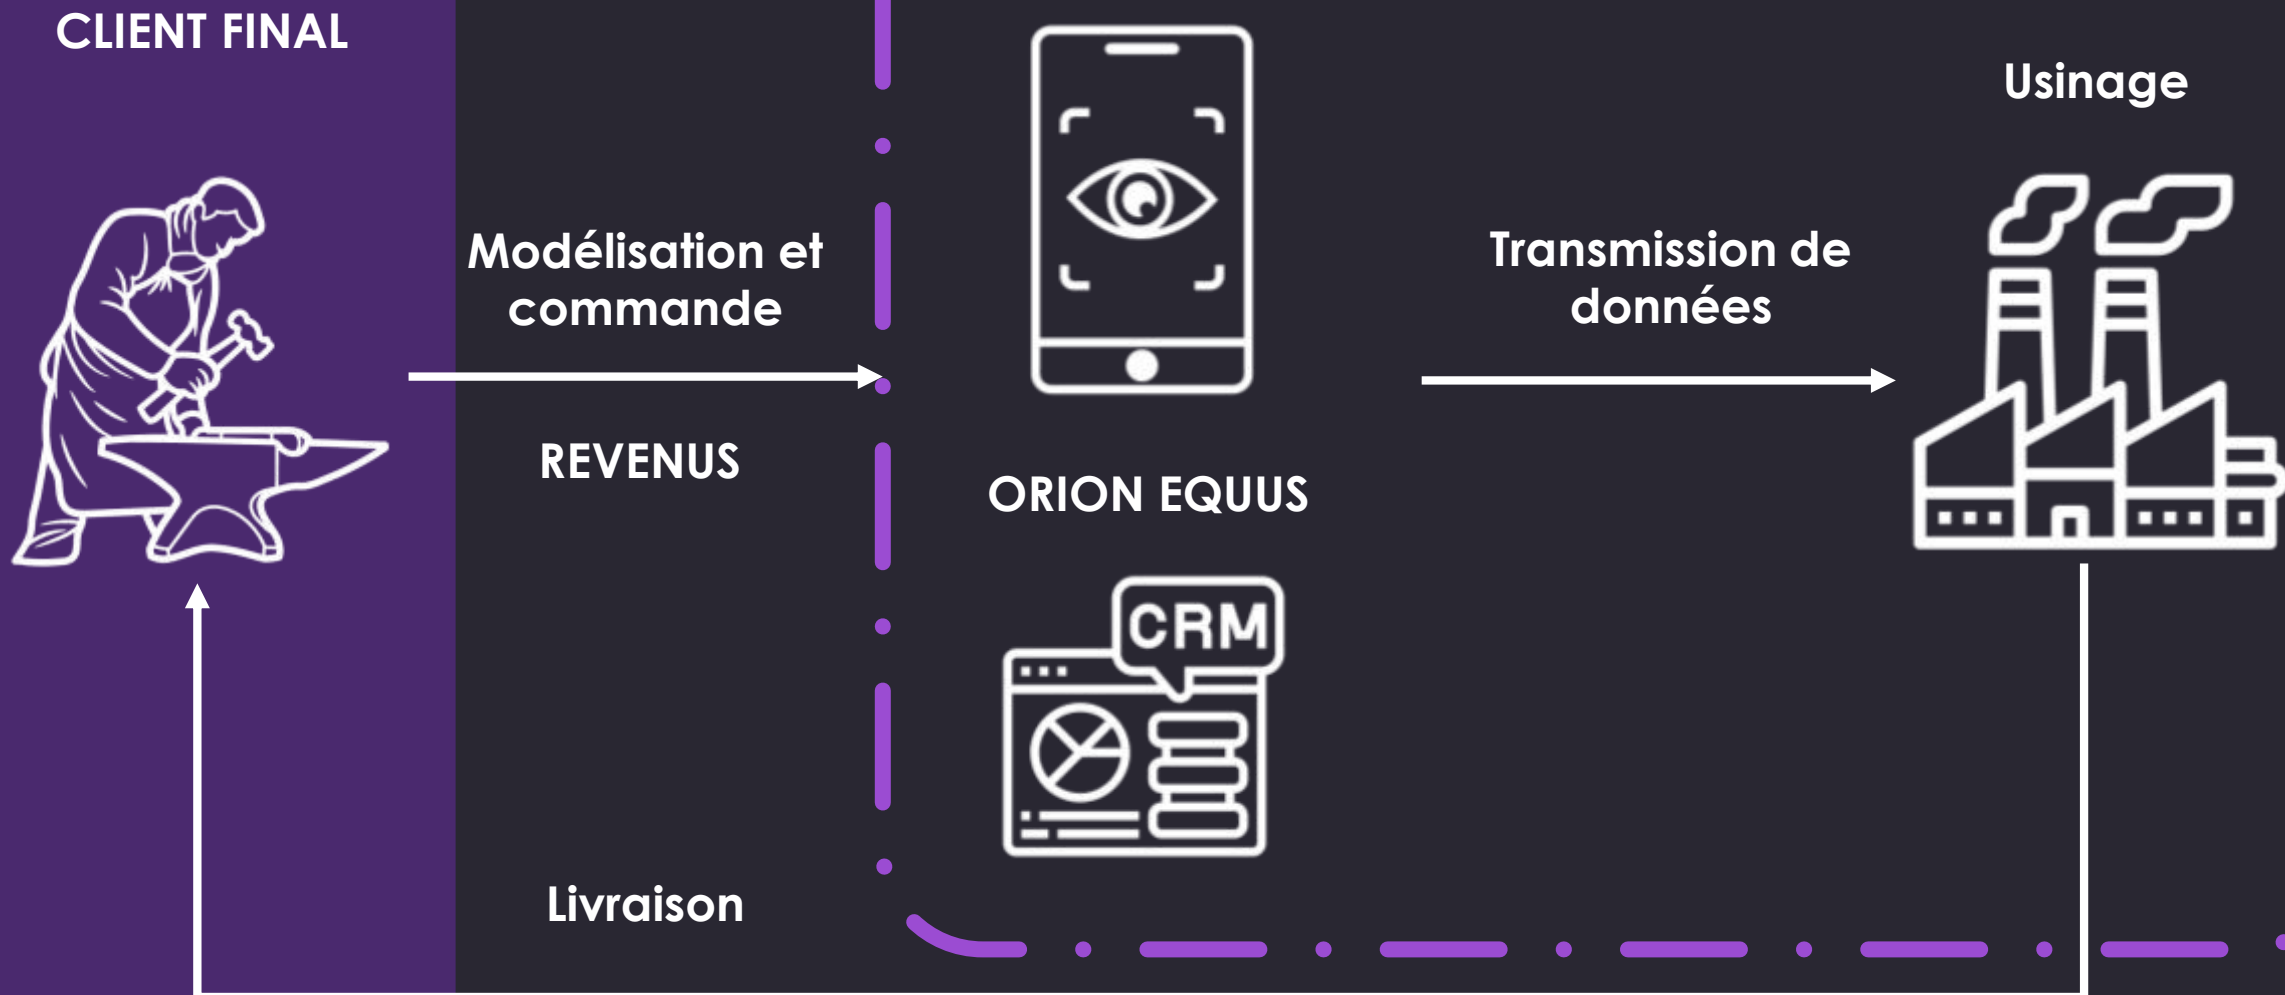 CLIENT FINAL
Modélisation et
commande
REVENUS
ORION EQUUS
CRM
Transmission de
données
Usinage
Livraison